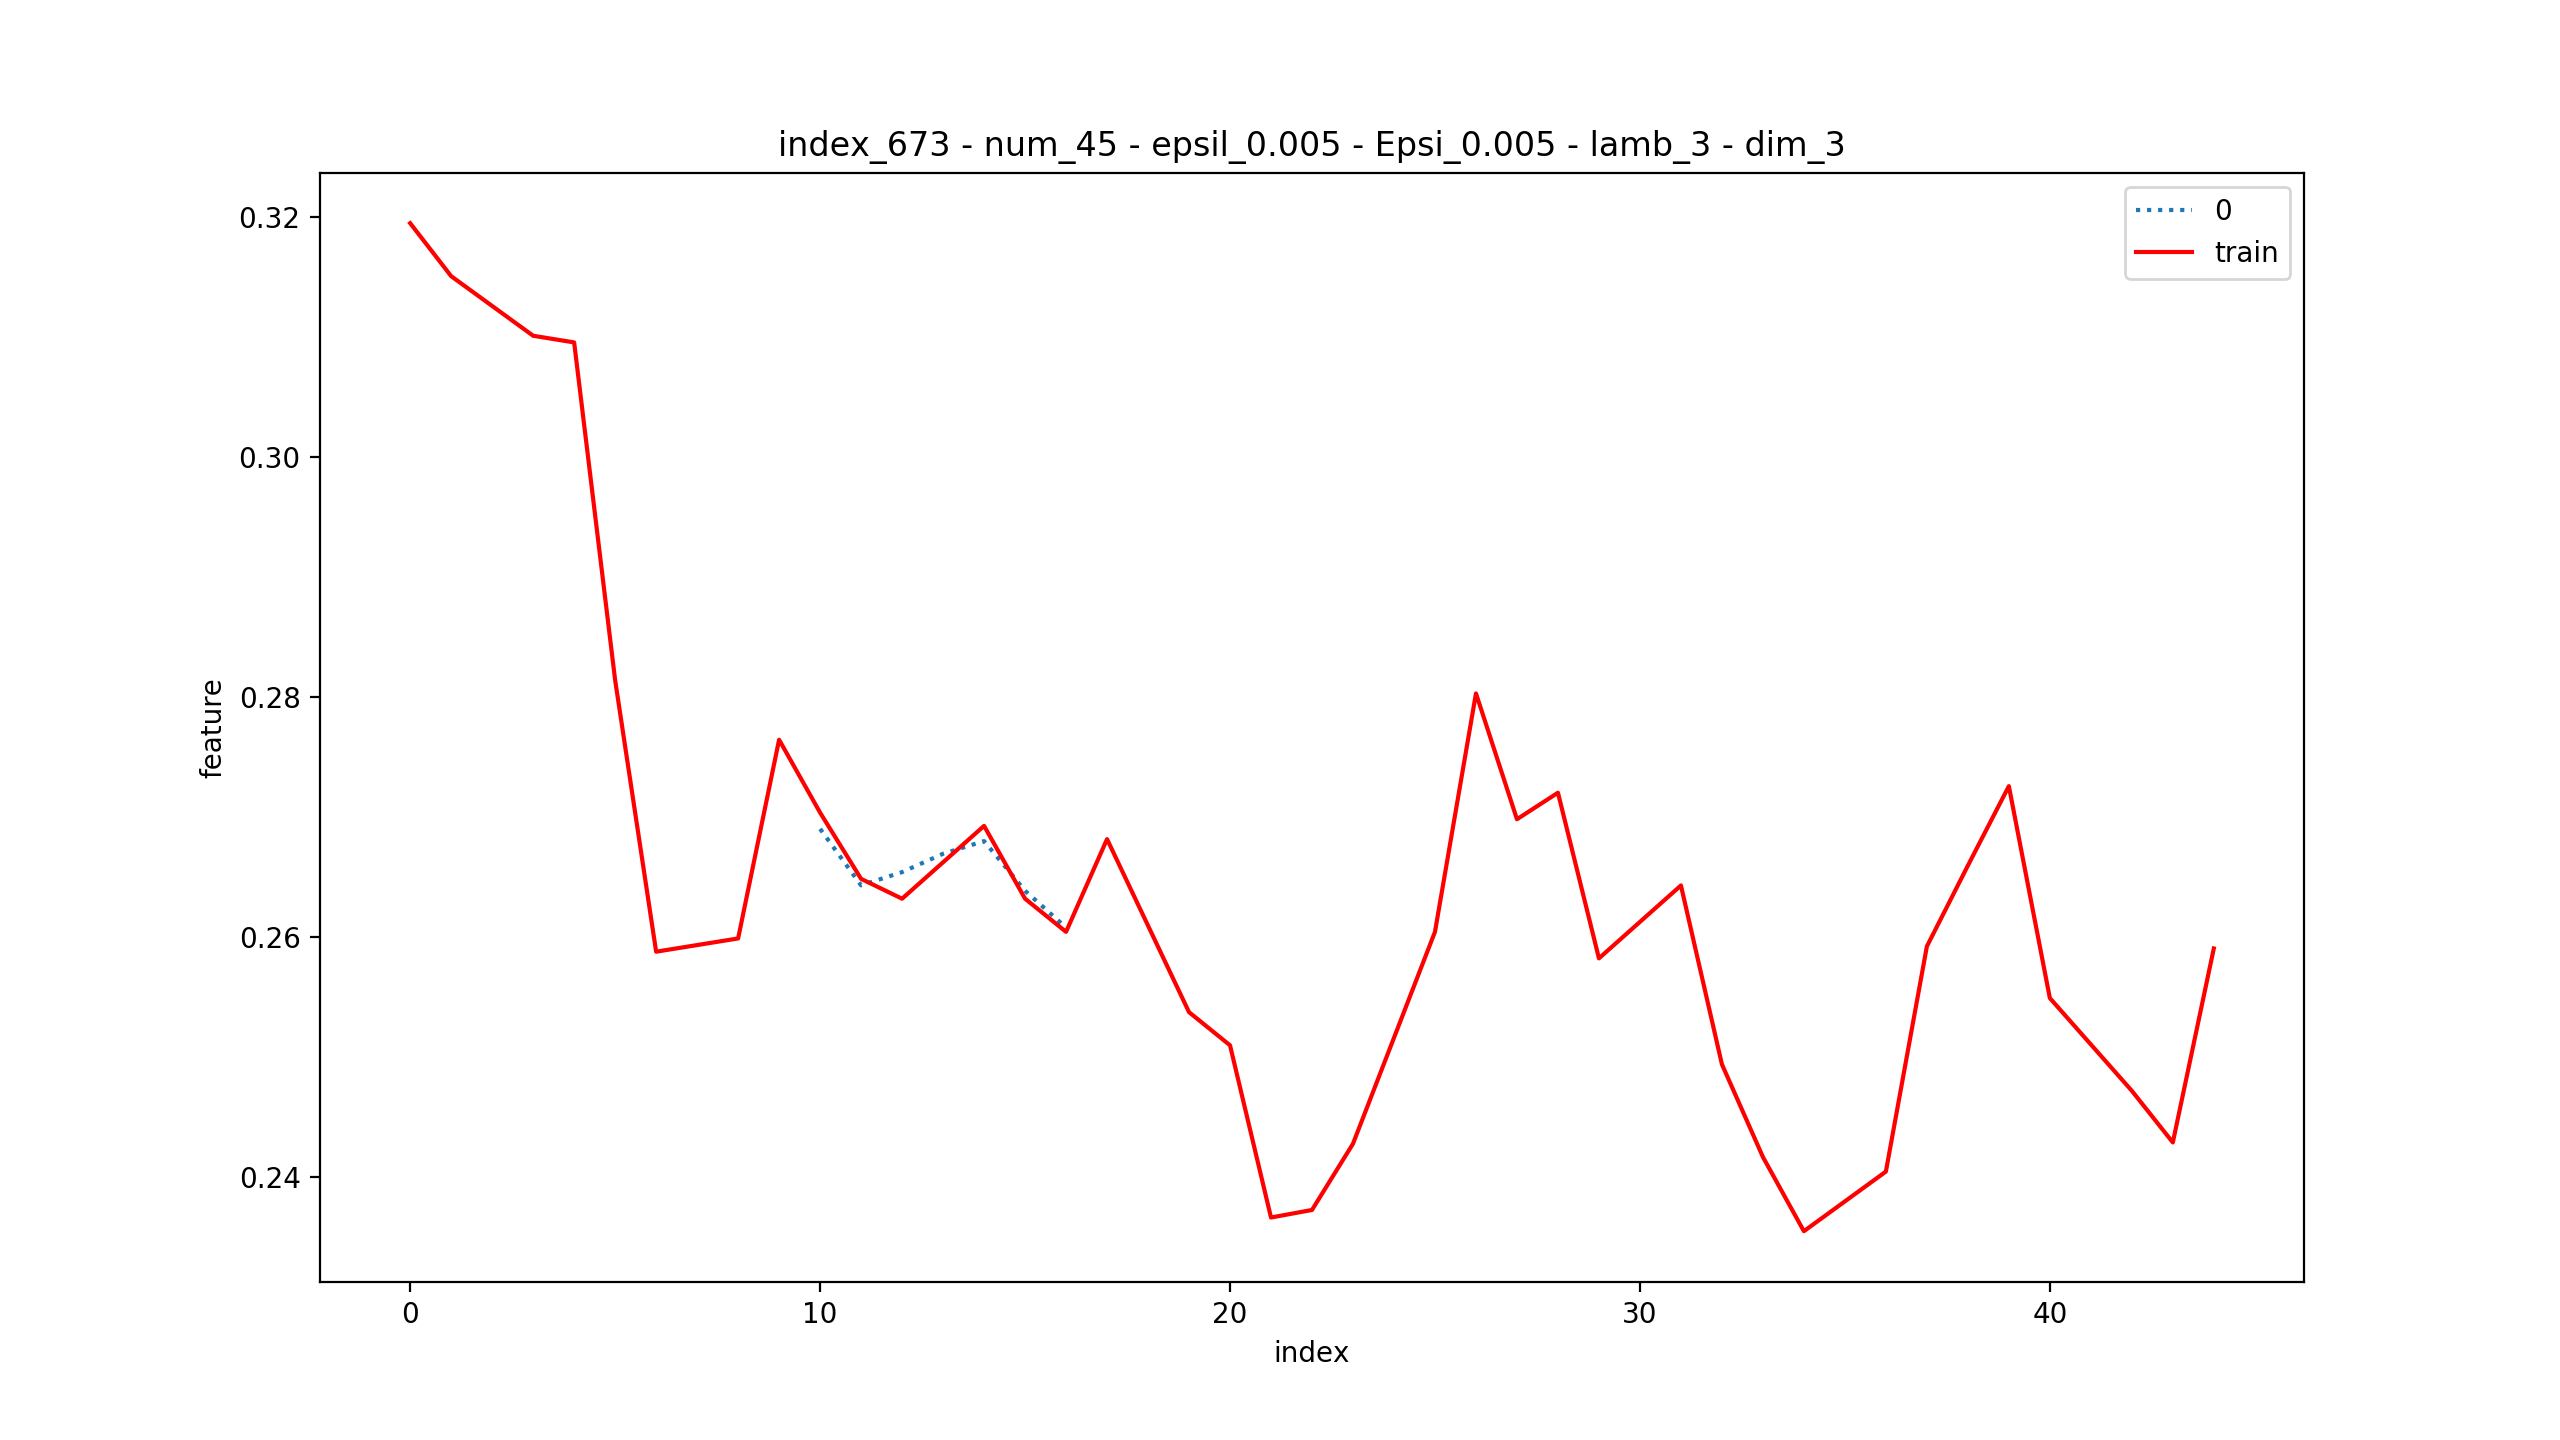 index_673 - num_45 - epsil_0.005 - Epsi_0.005 - lamb_3 - dim_3
0
train
0.32
0.30
0.28
0.26
0.24
feature
0 10 20 30 40
index